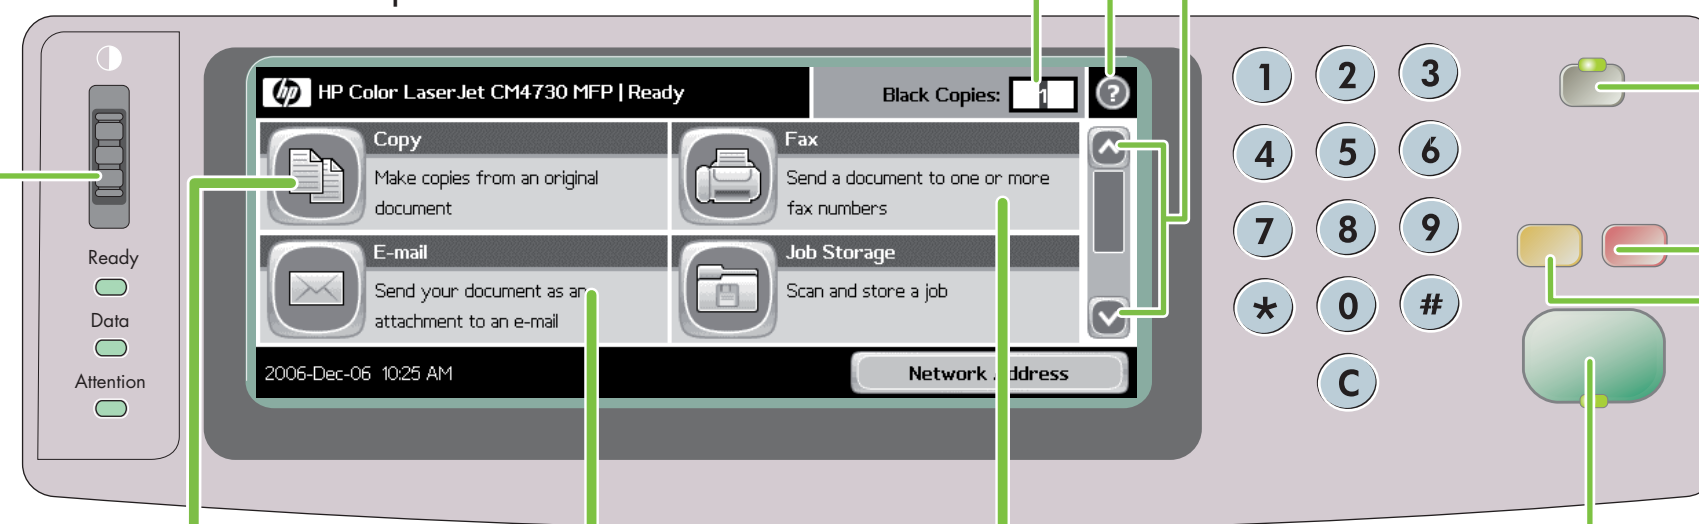 hp HP Color LaserJet CM4730 MFP | Ready
Black Copies: 1
?
Copy
Make copies from an original
document
Fax
Send a document to one or more
fax numbers
E-mail
Send your document as an
attachment to an e-mail
Job Storage
Scan and store a job
2006-Dec-06 10:25 AM
Network Address
Ready
Data
Attention
1 2 3
4 5 6
7 8 9
* 0 #
C